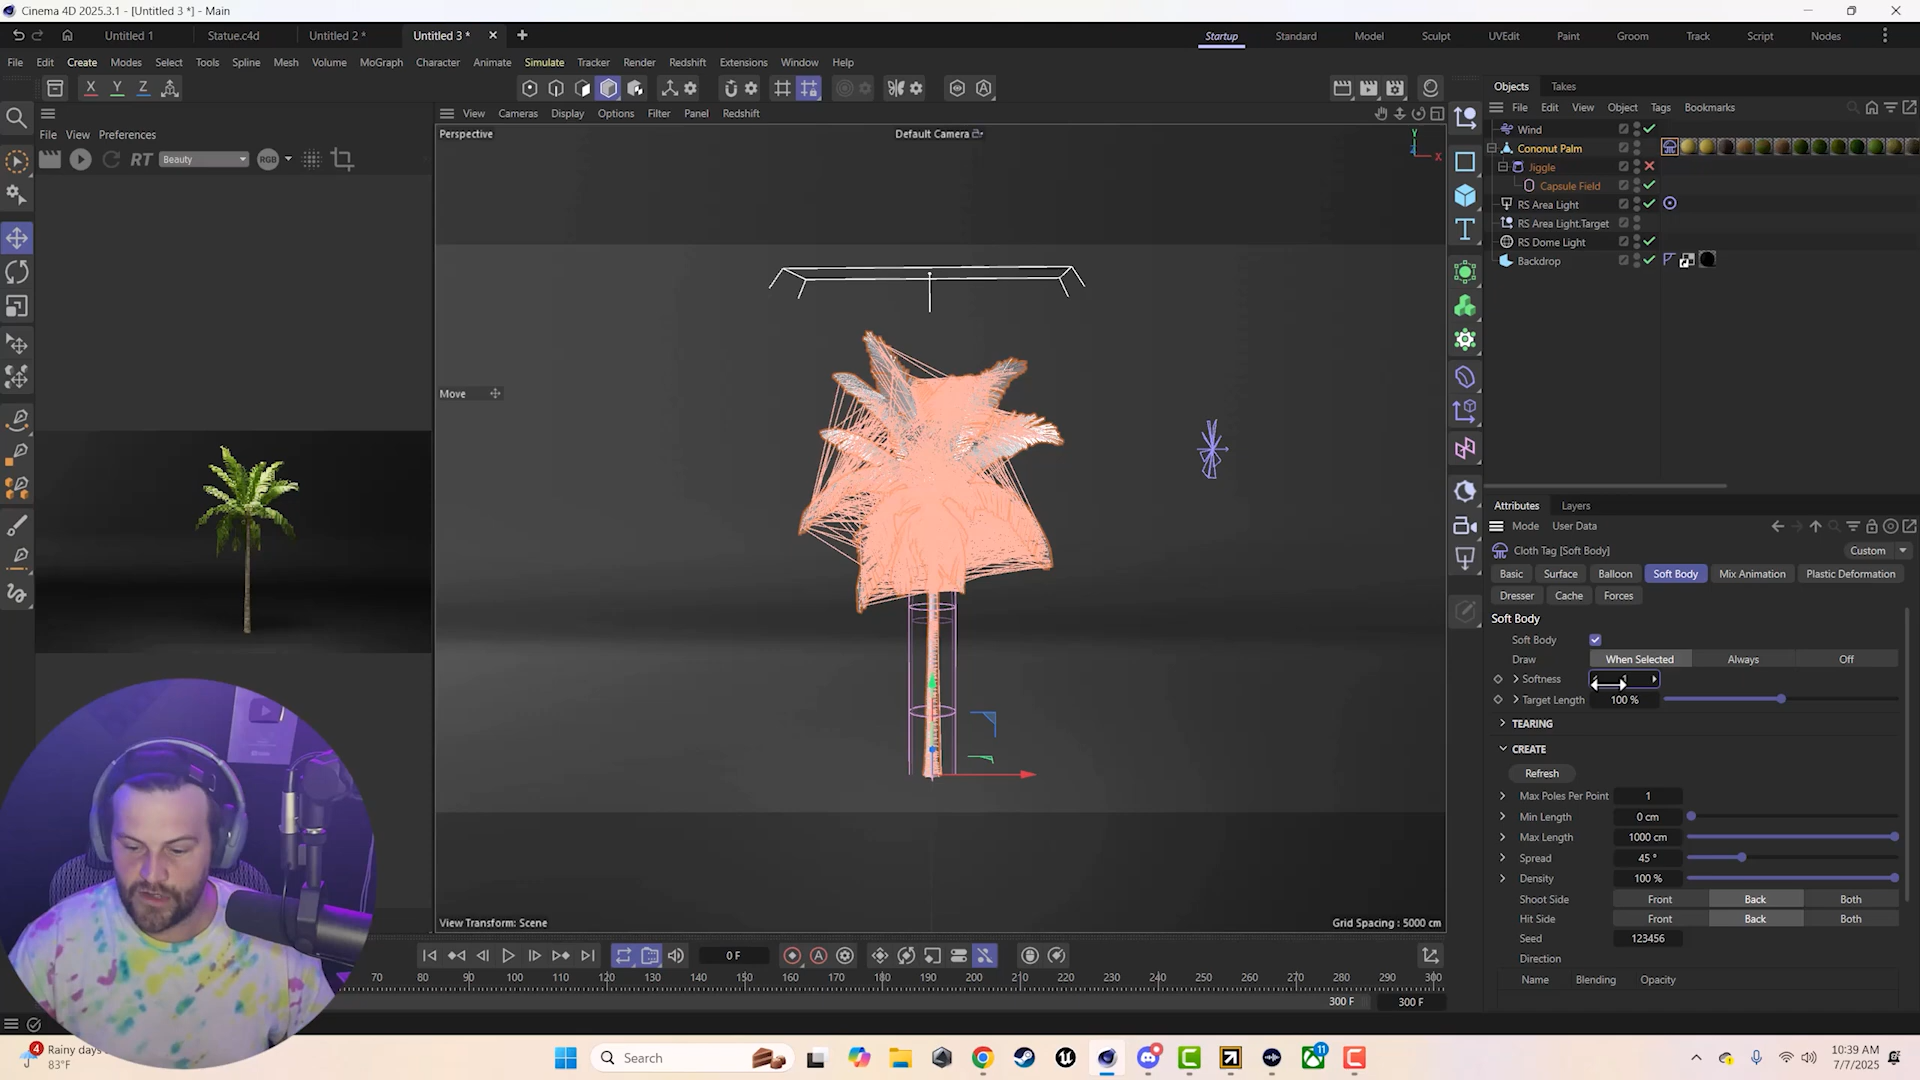 Cinema 4D 2025.3.1 - [Untitled 3 *] - Main
Untitled 1
Statue.c4d
Untitled 2 *
Untitled 3 *
Startup
Standard
Model
Sculpt
UVEdit
Paint
Groom
Track
Script
Nodes
File Edit Create Modes Select Tools Spline Mesh Volume MoGraph Character Animate Simulate Tracker Render Redshift Extensions Window Help
X Y Z
Objects Takes
File Edit View Object Tags Bookmarks
File View Preferences
RT Beauty RGB
View Cameras Display Options Filter Panel Redshift
Perspective
Default Camera
Y
X
Move
View Transform: Scene
Grid Spacing : 5000 cm
Wind
Cononut Palm
Jiggle
Capsule Field
RS Area Light
RS Area Light.Target
RS Dome Light
Backdrop
Attributes Layers
Mode User Data
Cloth Tag [Soft Body]
Custom
Basic Surface Balloon Soft Body Mix Animation Plastic Deformation
Dresser Cache Forces
Soft Body
Soft Body
Draw When Selected Always Off
Softness
Target Length 100 %
TEARING
CREATE
Refresh
Max Poles Per Point 1
Min Length 0 cm
Max Length 1000 cm
Spread 45 °
Density 100 %
Shoot Side Front Back Both
Hit Side Front Back Both
Seed 123456
Direction
Name Blending Opacity
0 F
70 80 90 100 110 120 130 140 150 160 170 180 190 200 210 220 230 240 250 260 270 280 290 300
300 F 300 F
4
Rainy days
83°F
Search
11
10:39 AM
7/7/2025